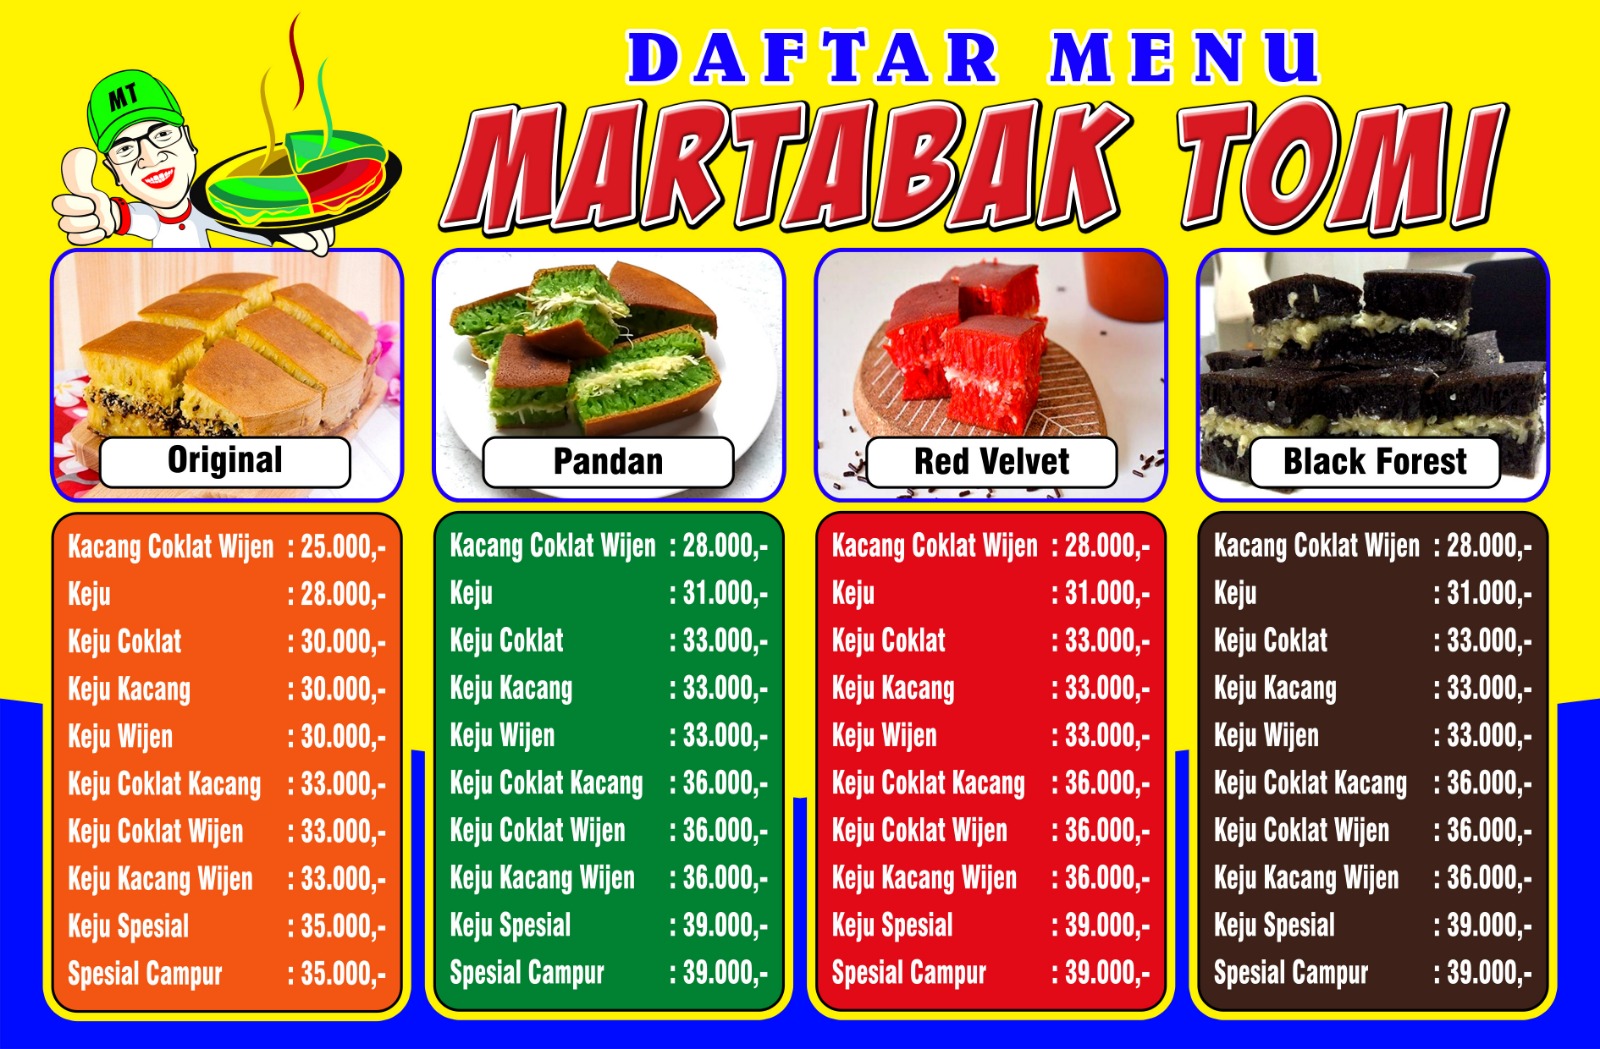 MT
DAFTAR MENU
MARTABAK TOMI
Original
Kacang Coklat Wijen : 25.000,-
Keju : 28.000,-
Keju Coklat : 30.000,-
Keju Kacang : 30.000,-
Keju Wijen : 30.000,-
Keju Coklat Kacang : 33.000,-
Keju Coklat Wijen : 33.000,-
Keju Kacang Wijen : 33.000,-
Keju Spesial : 35.000,-
Spesial Campur : 35.000,-
Pandan
Kacang Coklat Wijen : 28.000,-
Keju : 31.000,-
Keju Coklat : 33.000,-
Keju Kacang : 33.000,-
Keju Wijen : 33.000,-
Keju Coklat Kacang : 36.000,-
Keju Coklat Wijen : 36.000,-
Keju Kacang Wijen : 36.000,-
Keju Spesial : 39.000,-
Spesial Campur : 39.000,-
Red Velvet
Kacang Coklat Wijen : 28.000,-
Keju : 31.000,-
Keju Coklat : 33.000,-
Keju Kacang : 33.000,-
Keju Wijen : 33.000,-
Keju Coklat Kacang : 36.000,-
Keju Coklat Wijen : 36.000,-
Keju Kacang Wijen : 36.000,-
Keju Spesial : 39.000,-
Spesial Campur : 39.000,-
Black Forest
Kacang Coklat Wijen : 28.000,-
Keju : 31.000,-
Keju Coklat : 33.000,-
Keju Kacang : 33.000,-
Keju Wijen : 33.000,-
Keju Coklat Kacang : 36.000,-
Keju Coklat Wijen : 36.000,-
Keju Kacang Wijen : 36.000,-
Keju Spesial : 39.000,-
Spesial Campur : 39.000,-